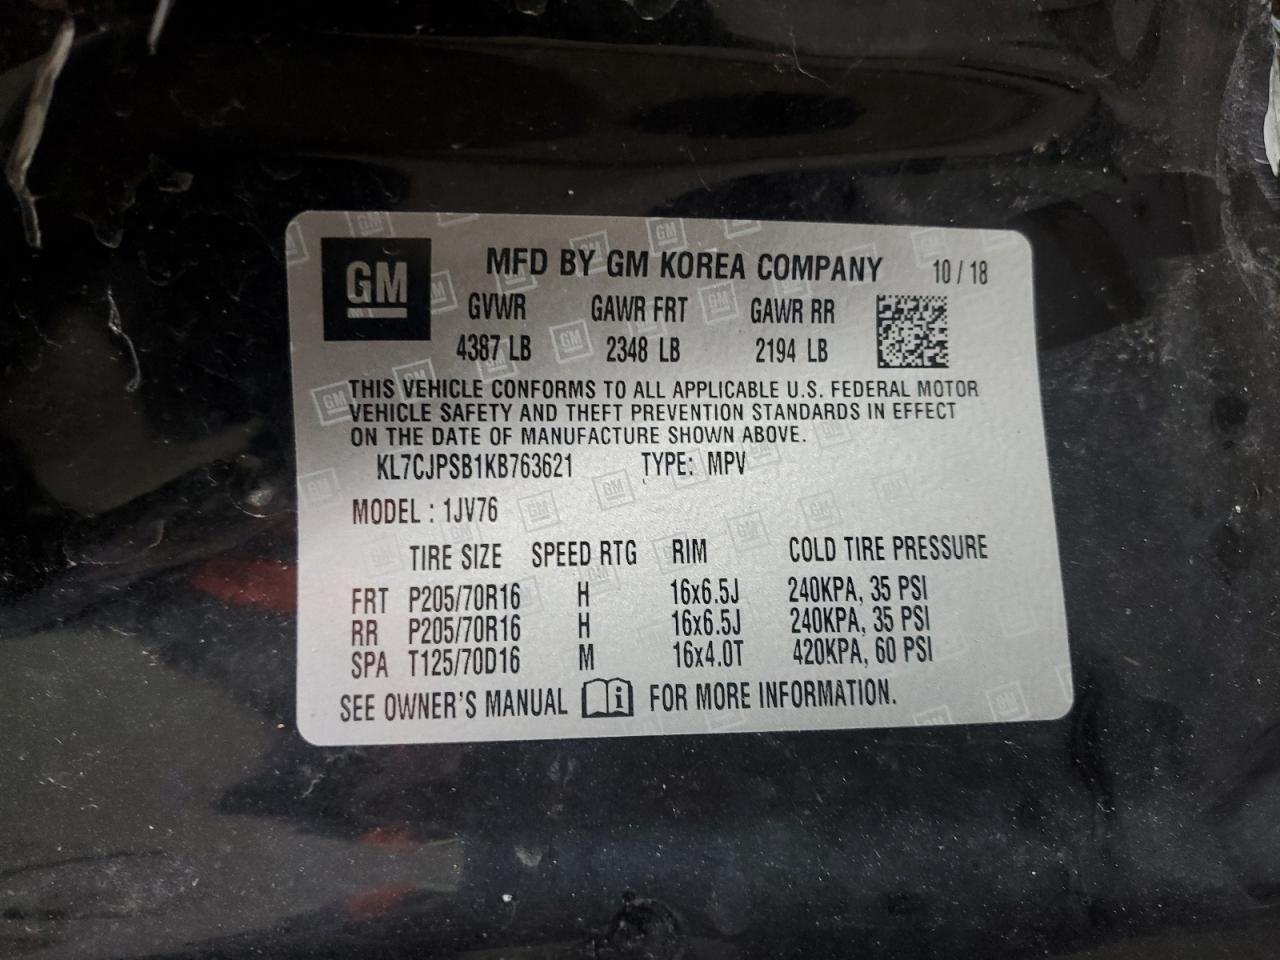 GM
MFD BY GM KOREA COMPANY 10 / 18
GVWR GAWR FRT GAWR RR
4387 LB 2348 LB 2194 LB
THIS VEHICLE CONFORMS TO ALL APPLICABLE U.S. FEDERAL MOTOR
VEHICLE SAFETY AND THEFT PREVENTION STANDARDS IN EFFECT
ON THE DATE OF MANUFACTURE SHOWN ABOVE.
KL7CJPSB1KB763621 TYPE: MPV
MODEL : 1JV76
TIRE SIZE SPEED RTG RIM COLD TIRE PRESSURE
FRT P205/70R16 H 16x6.5J 240KPA, 35 PSI
RR P205/70R16 H 16x6.5J 240KPA, 35 PSI
SPA T125/70D16 M 16x4.0T 420KPA, 60 PSI
SEE OWNER'S MANUAL i FOR MORE INFORMATION.